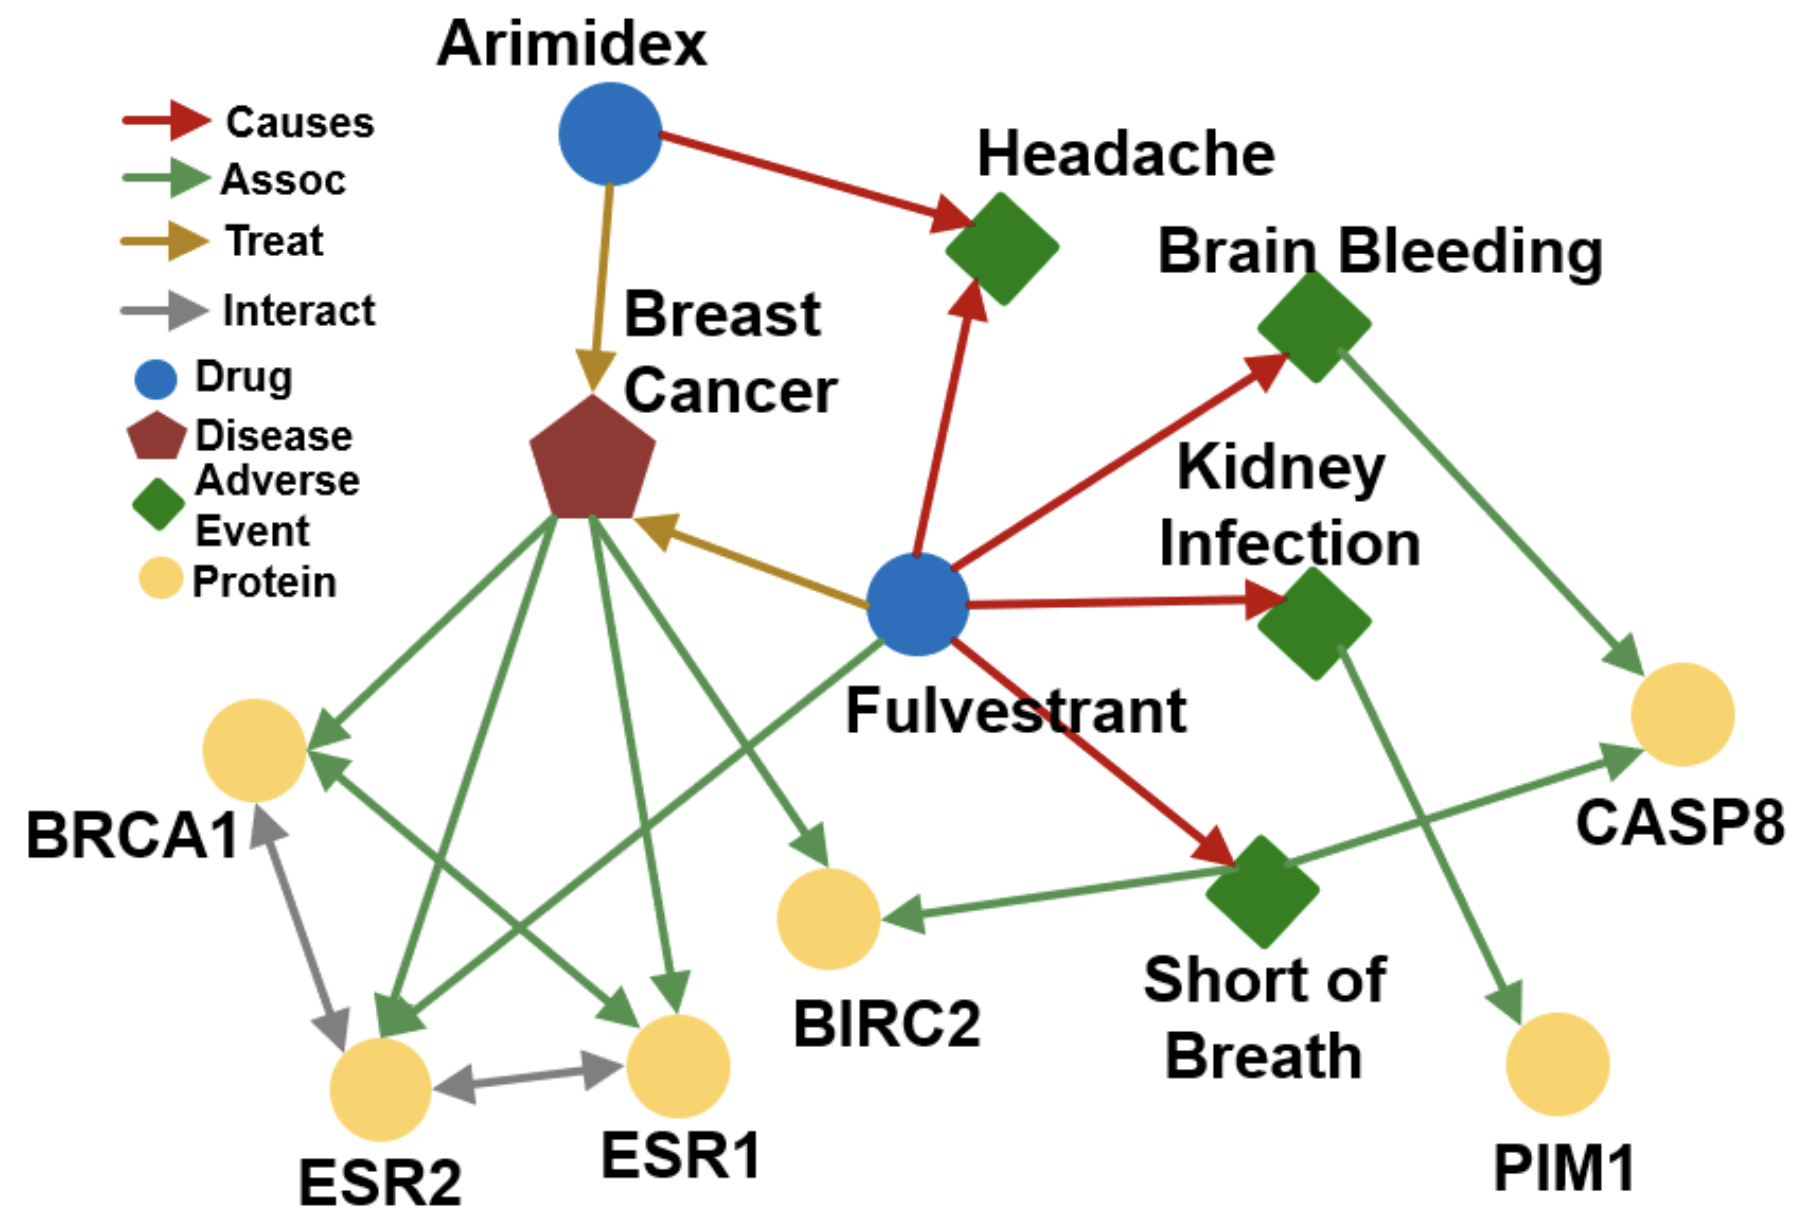 Arimidex
Causes
Assoc
Treat
Interact
Drug
Disease
Adverse
Event
Protein
Headache
Brain Bleeding
Breast
Cancer
Kidney
Infection
Fulvestrant
BRCA1
CASP8
BIRC2
Short of
Breath
ESR1
ESR2
PIM1